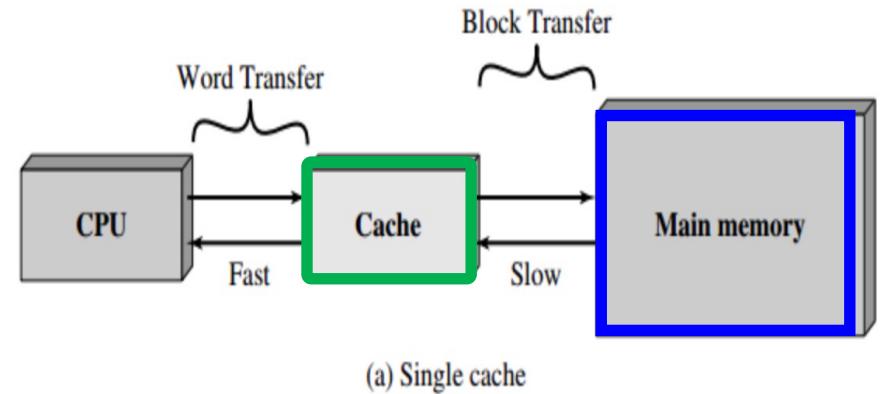 Block Transfer
Word Transfer
CPU
Cache
Main memory
Fast
Slow
(a) Single cache